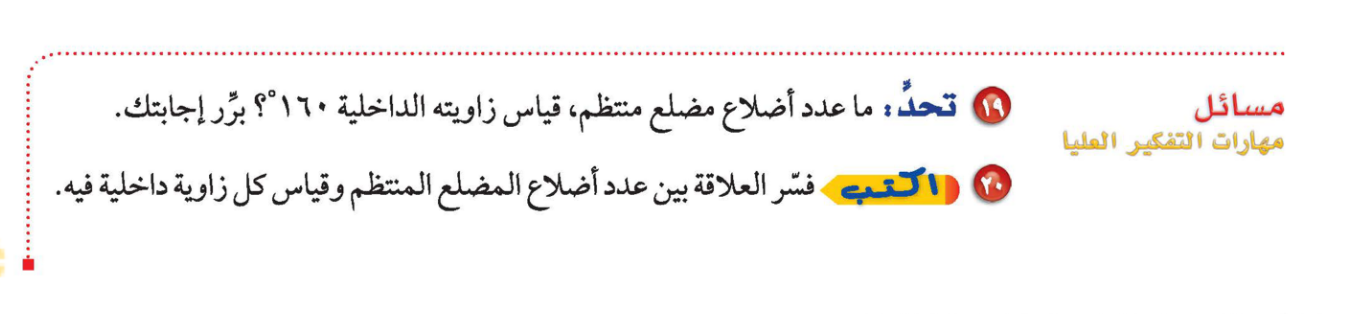 مسائل
مهارات التفكير العليا
١٩ تحدٍّ: ما عدد أضلاع مضلع منتظم، قياس زاويته الداخلية ١٦٠°؟ برِّر إجابتك.
٢٠ اكتب فسّر العلاقة بين عدد أضلاع المضلع المنتظم وقياس كل زاوية داخلية فيه.